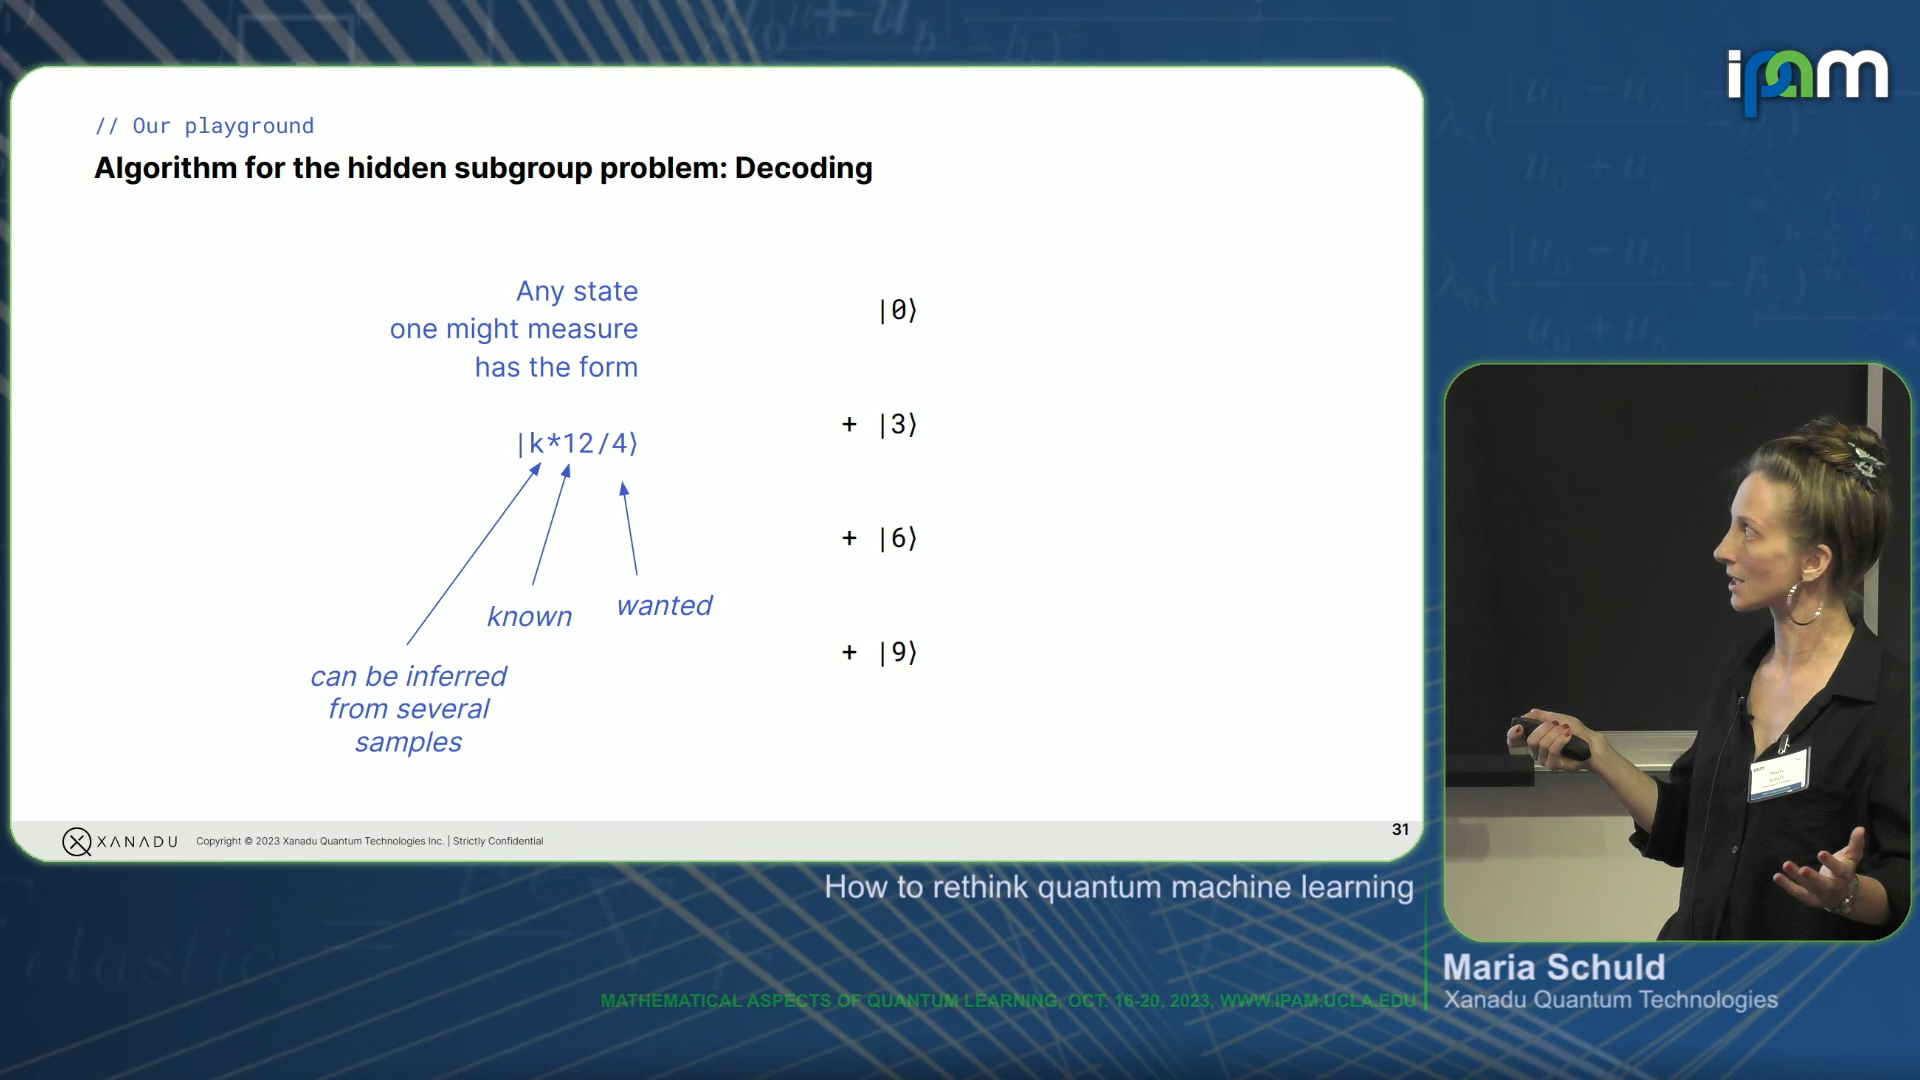 ipam
// Our playground
Algorithm for the hidden subgroup problem: Decoding
Any state
one might measure
has the form
|k*12/4⟩
known
wanted
can be inferred
from several
samples
|0⟩
+ |3⟩
+ |6⟩
+ |9⟩
XANADU
Copyright © 2023 Xanadu Quantum Technologies Inc. | Strictly Confidential
31
How to rethink quantum machine learning
Maria Schuld
Xanadu Quantum Technologies
MATHEMATICAL ASPECTS OF QUANTUM LEARNING, OCT. 16-20, 2023, WWW.IPAM.UCLA.EDU